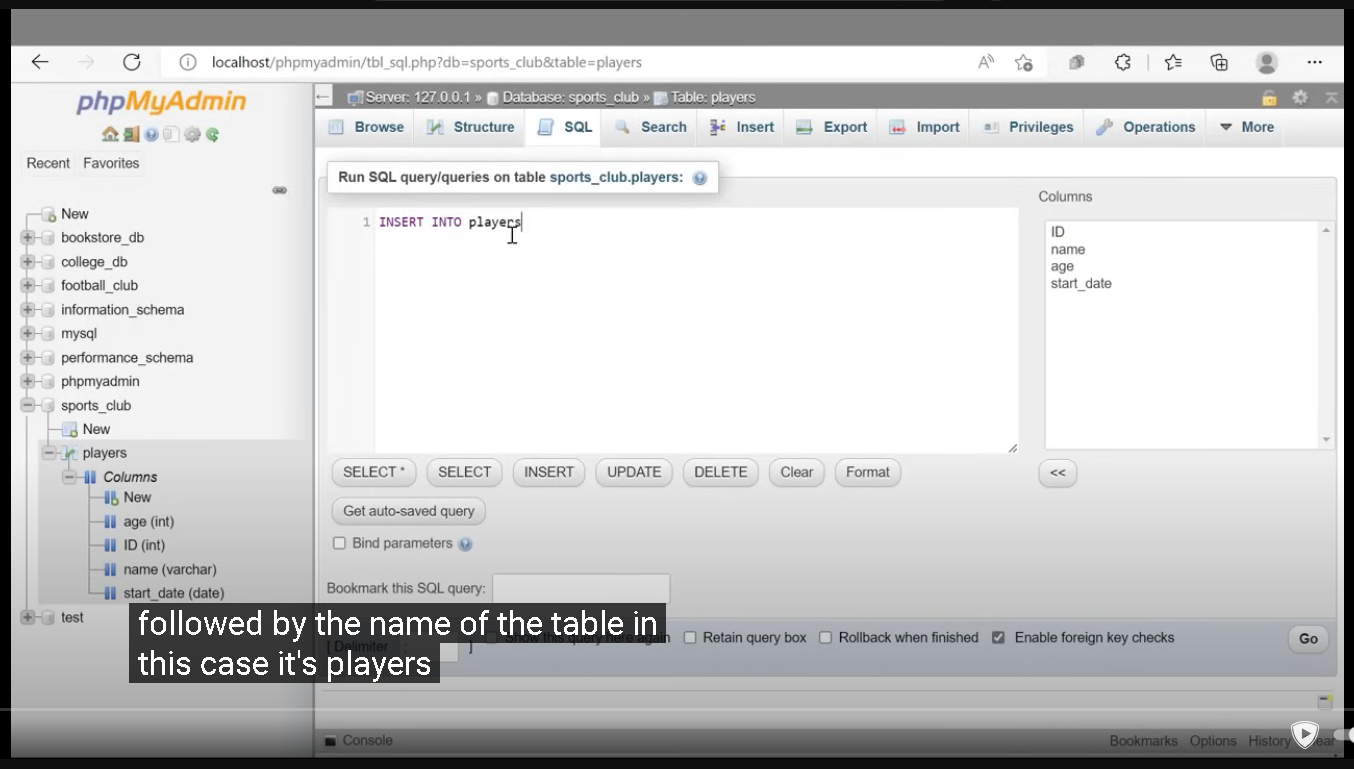 localhost/phpmyadmin/tbl_sql.php?db=sports_club&table=players
phpMyAdmin
Recent Favorites
New
bookstore_db
college_db
football_club
information_schema
mysql
performance_schema
phpmyadmin
sports_club
New
players
Columns
New
age (int)
ID (int)
name (varchar)
start_date (date)
test
Server: 127.0.0.1 » Database: sports_club » Table: players
Browse Structure SQL Search Insert Export Import Privileges Operations More
Run SQL query/queries on table sports_club.players:
1 INSERT INTO players
Columns
ID
name
age
start_date
SELECT * SELECT INSERT UPDATE DELETE Clear Format <<
Get auto-saved query
Bind parameters
Bookmark this SQL query:
[ Delimiter ] Show this query here again Retain query box Rollback when finished Enable foreign key checks Go
followed by the name of the table in
this case it's players
Console Bookmarks Options History